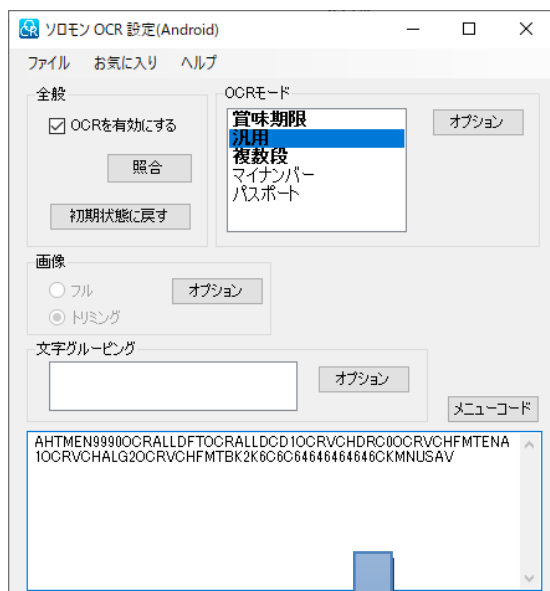 ソロモン OCR 設定(Android)
ファイル お気に入り ヘルプ
全般
OCRを有効にする
照合
初期状態に戻す
OCRモード
賞味期限
汎用
複数段
マイナンバー
パスポート
オプション
画像
フル
トリミング
オプション
文字グルーピング
オプション
メニューコード
AHTMEN9990OCRALLDFTOCRALLDCD1OCRVCHDRC0OCRVCHFMTENA
1OCRVCHALG2OCRVCHFMTBK2K6C6C64646464646CKMNUSAV